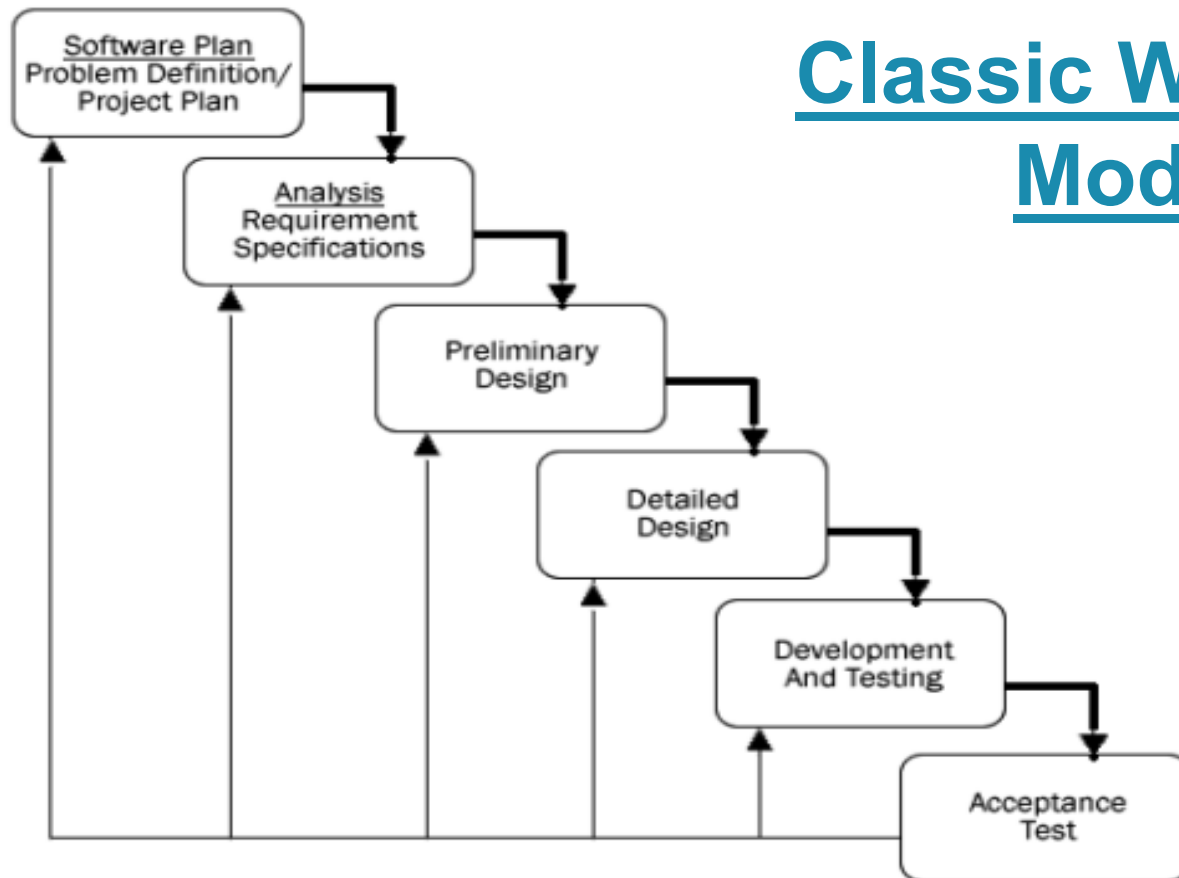 Classic W
Mod
Software Plan
Problem Definition/
Project Plan
Analysis
Requirement
Specifications
Preliminary
Design
Detailed
Design
Development
And Testing
Acceptance
Test